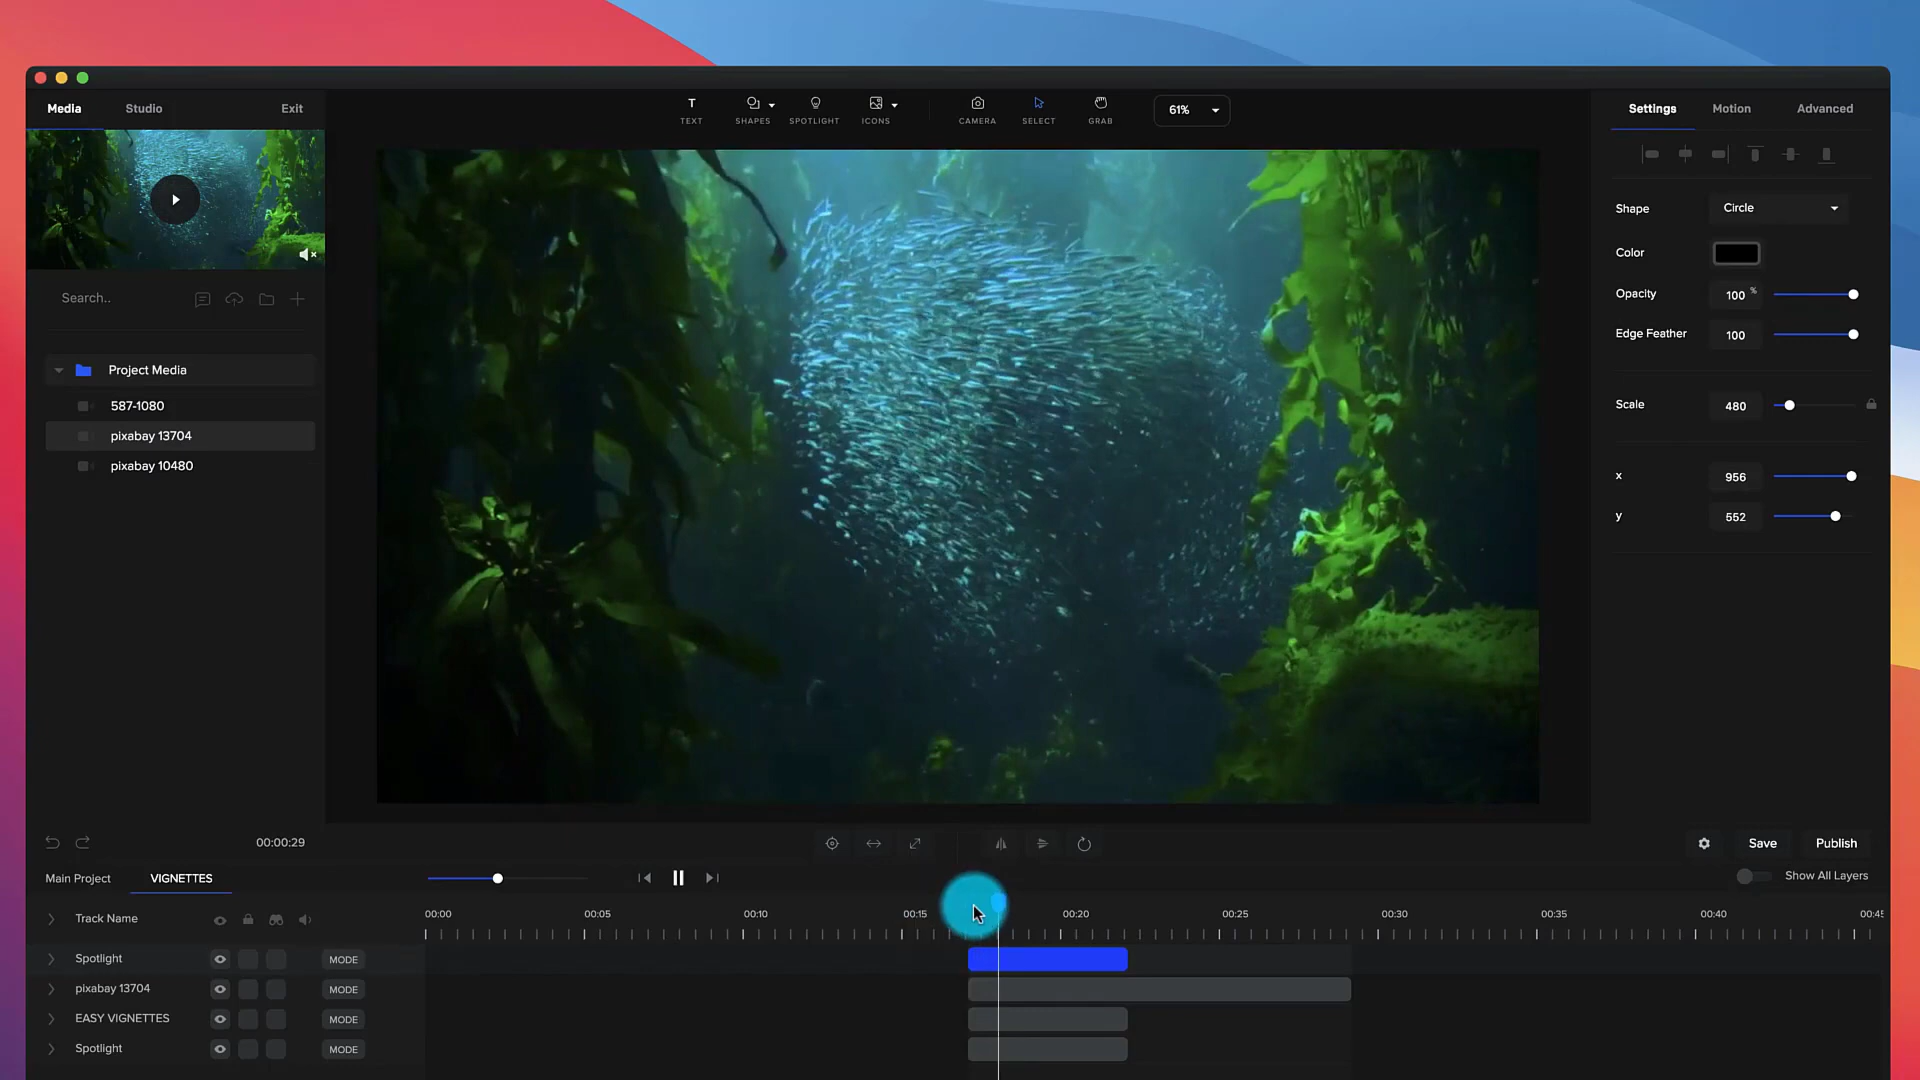 Media Studio Exit
TEXT SHAPES SPOTLIGHT ICONS CAMERA SELECT GRAB 61%
Settings Motion Advanced
Search..
Project Media
587-1080
pixabay 13704
pixabay 10480
Shape Circle
Color
Opacity 100 %
Edge Feather 100
Scale 480
x 956
y 552
00:00:29
Save Publish
Main Project VIGNETTES
Show All Layers
Track Name
00:00 00:05 00:10 00:15 00:20 00:25 00:30 00:35 00:40 00:45
Spotlight MODE
pixabay 13704 MODE
EASY VIGNETTES MODE
Spotlight MODE